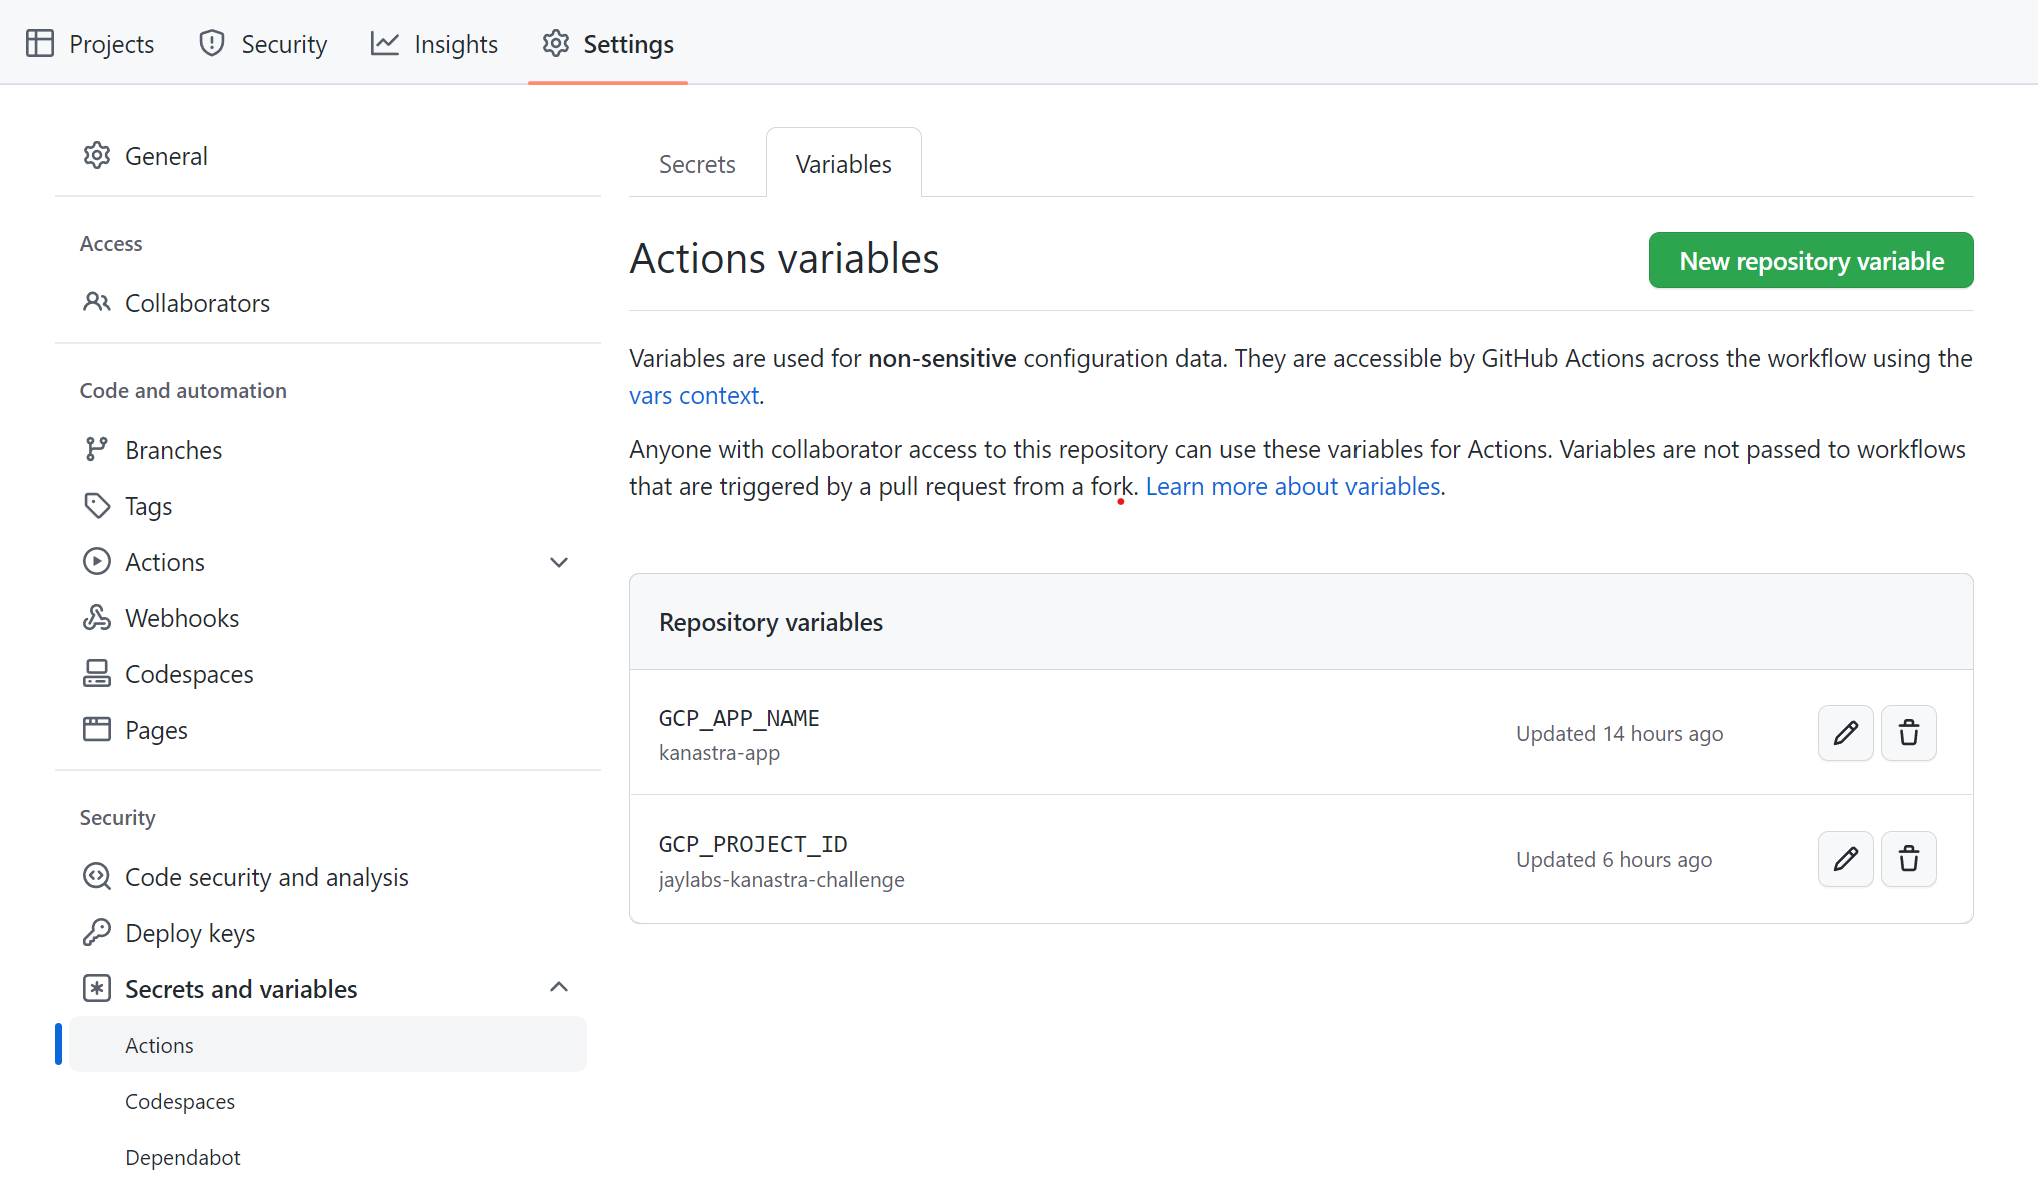 Projects
Security
Insights
Settings
General
Access
Collaborators
Code and automation
Branches
Tags
Actions
Webhooks
Codespaces
Pages
Security
Code security and analysis
Deploy keys
Secrets and variables
Actions
Codespaces
Dependabot
Secrets
Variables
Actions variables
New repository variable
Variables are used for non-sensitive configuration data. They are accessible by GitHub Actions across the workflow using the
vars context.
Anyone with collaborator access to this repository can use these variables for Actions. Variables are not passed to workflows
that are triggered by a pull request from a fork. Learn more about variables.
Repository variables
GCP_APP_NAME
kanastra-app
Updated 14 hours ago
GCP_PROJECT_ID
jaylabs-kanastra-challenge
Updated 6 hours ago